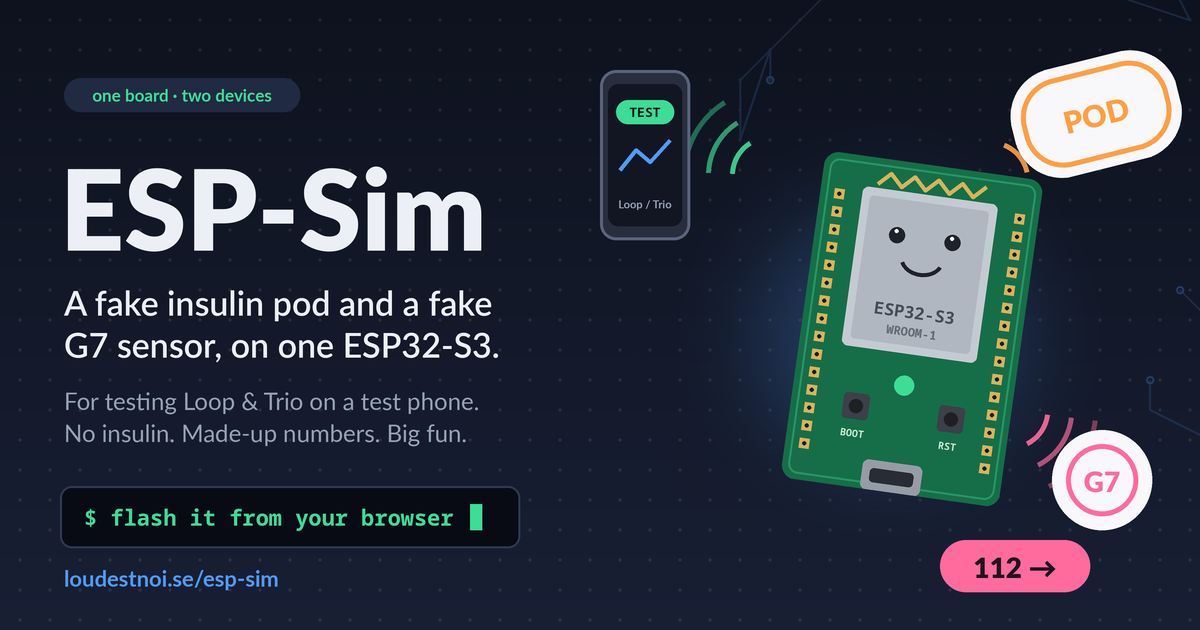 one board · two devices
ESP-Sim
A fake insulin pod and a fake
G7 sensor, on one ESP32-S3.
For testing Loop & Trio on a test phone.
No insulin. Made-up numbers. Big fun.
$ flash it from your browser
loudestnoi.se/esp-sim
TEST
Loop / Trio
POD
ESP32-S3
WROOM-1
BOOT
RST
G7
112 →